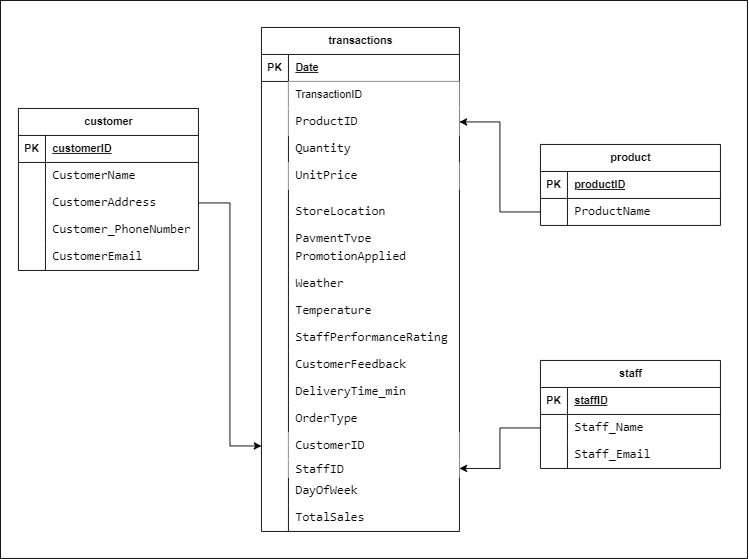 transactions
PK Date
TransactionID
ProductID
Quantity
UnitPrice
StoreLocation
PaymentType
PromotionApplied
Weather
Temperature
StaffPerformanceRating
CustomerFeedback
DeliveryTime_min
OrderType
CustomerID
StaffID
DayOfWeek
TotalSales
customer
PK customerID
CustomerName
CustomerAddress
Customer_PhoneNumber
CustomerEmail
product
PK productID
ProductName
staff
PK staffID
Staff_Name
Staff_Email